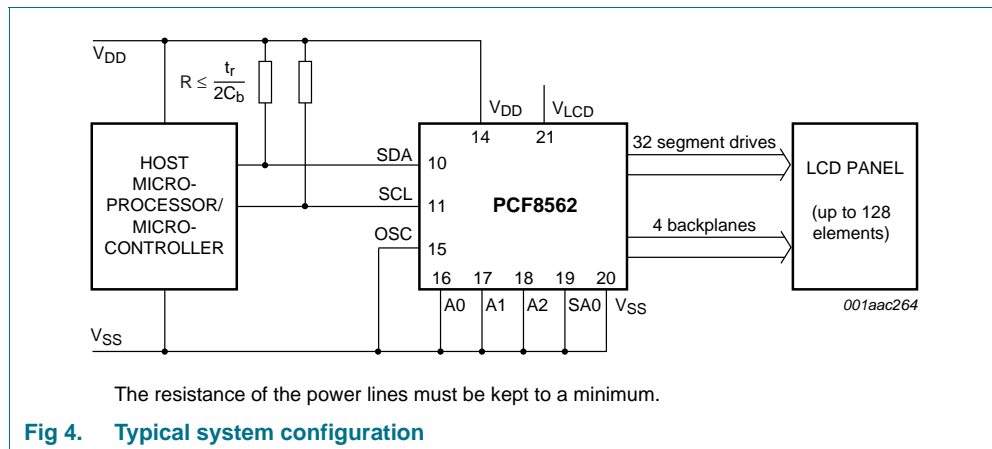 VDD
R ≤ tr
2Cb
VDD VLCD
14 21
HOST
MICRO-
PROCESSOR/
MICRO-
CONTROLLER
SDA 10
SCL 11
OSC 15
PCF8562
16 17 18 19 20
A0 A1 A2 SA0 VSS
32 segment drives
4 backplanes
LCD PANEL
(up to 128
elements)
001aac264
VSS
The resistance of the power lines must be kept to a minimum.
Fig 4. Typical system configuration